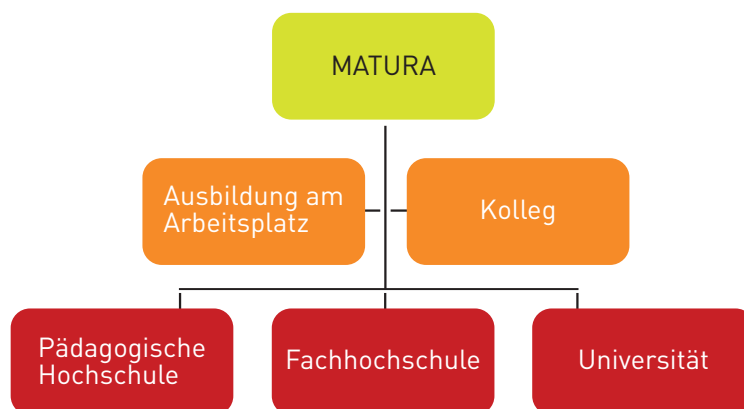 MATURA
Ausbildung am
Arbeitsplatz
Kolleg
Pädagogische
Hochschule
Fachhochschule
Universität